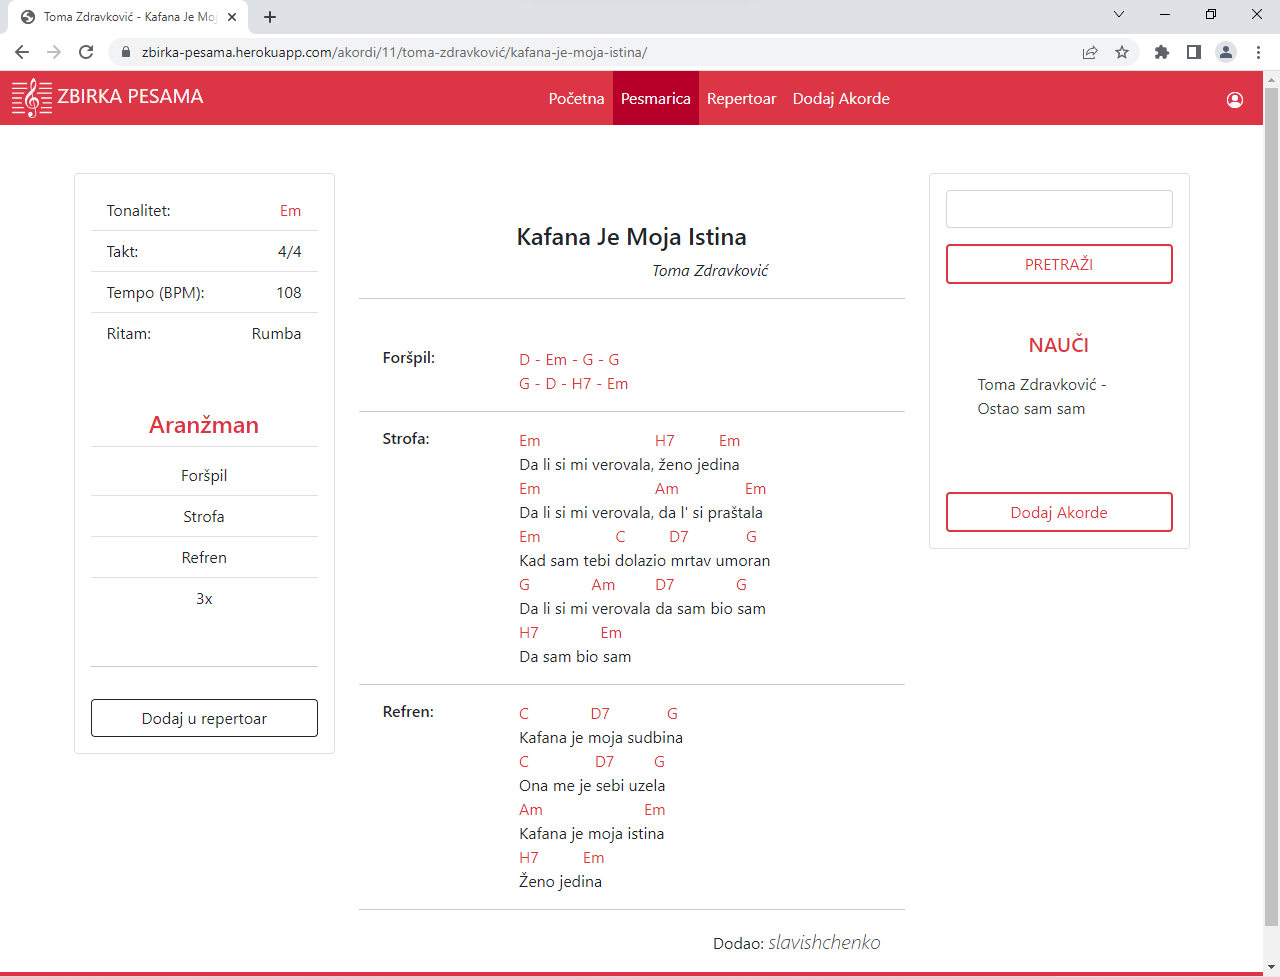 Toma Zdravković - Kafana Je Moj
zbirka-pesama.herokuapp.com/akordi/11/toma-zdravković/kafana-je-moja-istina/
ZBIRKA PESAMA
Početna Pesmarica Repertoar Dodaj Akorde
Tonalitet: Em
Takt: 4/4
Tempo (BPM): 108
Ritam: Rumba
Aranžman
Foršpil
Strofa
Refren
3x
Dodaj u repertoar
Kafana Je Moja Istina
Toma Zdravković
Foršpil:
D - Em - G - G
G - D - H7 - Em
Strofa:
Em H7 Em
Da li si mi verovala, ženo jedina
Em Am Em
Da li si mi verovala, da l' si praštala
Em C D7 G
Kad sam tebi dolazio mrtav umoran
G Am D7 G
Da li si mi verovala da sam bio sam
H7 Em
Da sam bio sam
Refren:
C D7 G
Kafana je moja sudbina
C D7 G
Ona me je sebi uzela
Am Em
Kafana je moja istina
H7 Em
Ženo jedina
Dodao: slavishchenko
PRETRAŽI
NAUČI
Toma Zdravković -
Ostao sam sam
Dodaj Akorde